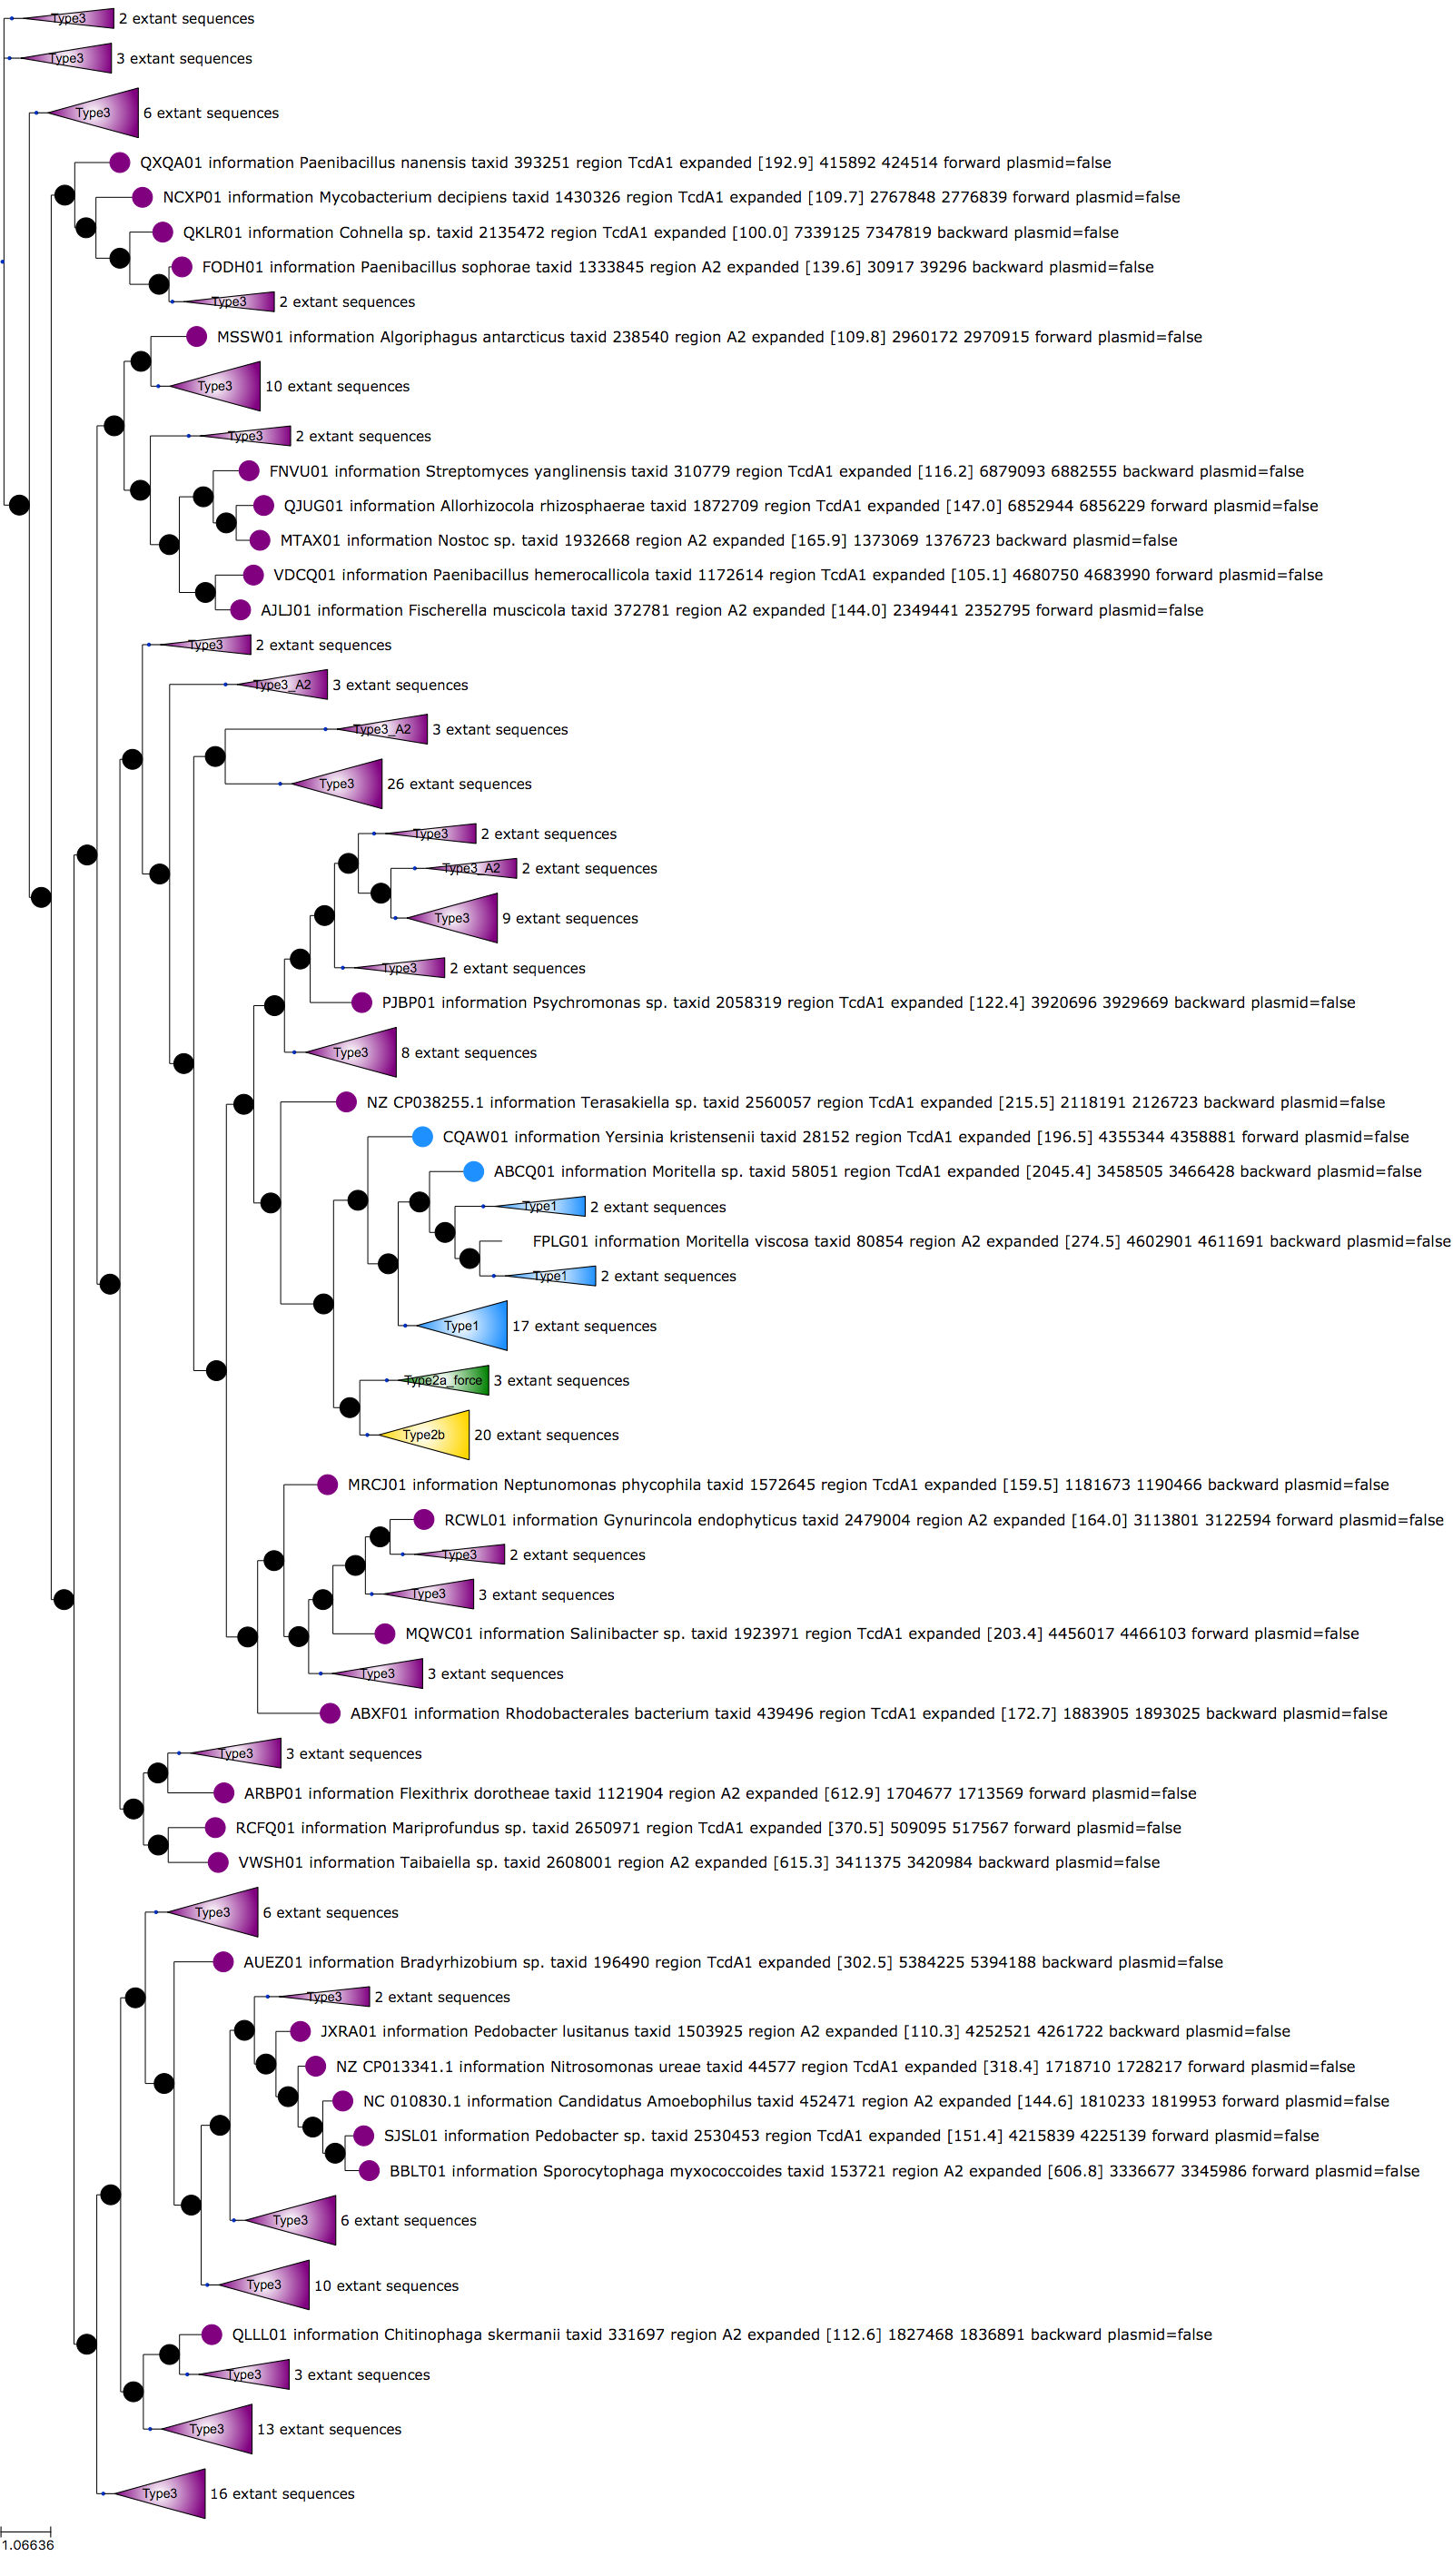 Type3 2 extant sequences
Type3 3 extant sequences
Type3 6 extant sequences
QXQA01 information Paenibacillus nanensis taxid 393251 region TcdA1 expanded [192.9] 415892 424514 forward plasmid=false
NCXP01 information Mycobacterium decipiens taxid 1430326 region TcdA1 expanded [109.7] 2767848 2776839 forward plasmid=false
QKLR01 information Cohnella sp. taxid 2135472 region TcdA1 expanded [100.0] 7339125 7347819 backward plasmid=false
FODH01 information Paenibacillus sophorae taxid 1333845 region A2 expanded [139.6] 30917 39296 backward plasmid=false
Type3 2 extant sequences
MSSW01 information Algoriphagus antarcticus taxid 238540 region A2 expanded [109.8] 2960172 2970915 forward plasmid=false
Type3 10 extant sequences
Type3 2 extant sequences
FNVU01 information Streptomyces yanglinensis taxid 310779 region TcdA1 expanded [116.2] 6879093 6882555 backward plasmid=false
QJUG01 information Allorhizocola rhizosphaerae taxid 1872709 region TcdA1 expanded [147.0] 6852944 6856229 forward plasmid=false
MTAX01 information Nostoc sp. taxid 1932668 region A2 expanded [165.9] 1373069 1376723 backward plasmid=false
VDCQ01 information Paenibacillus hemerocallicola taxid 1172614 region TcdA1 expanded [105.1] 4680750 4683990 forward plasmid=false
AJLJ01 information Fischerella muscicola taxid 372781 region A2 expanded [144.0] 2349441 2352795 forward plasmid=false
Type3 2 extant sequences
Type3_A2 3 extant sequences
Type3_A2 3 extant sequences
Type3 26 extant sequences
Type3 2 extant sequences
Type3_A2 2 extant sequences
Type3 9 extant sequences
Type3 2 extant sequences
PJBP01 information Psychromonas sp. taxid 2058319 region TcdA1 expanded [122.4] 3920696 3929669 backward plasmid=false
Type3 8 extant sequences
NZ CP038255.1 information Terasakiella sp. taxid 2560057 region TcdA1 expanded [215.5] 2118191 2126723 backward plasmid=false
CQAW01 information Yersinia kristensenii taxid 28152 region TcdA1 expanded [196.5] 4355344 4358881 forward plasmid=false
ABCQ01 information Moritella sp. taxid 58051 region TcdA1 expanded [2045.4] 3458505 3466428 backward plasmid=false
Type1 2 extant sequences
FPLG01 information Moritella viscosa taxid 80854 region A2 expanded [274.5] 4602901 4611691 backward plasmid=false
Type1 2 extant sequences
Type1 17 extant sequences
Type2a_force 3 extant sequences
Type2b 20 extant sequences
MRCJ01 information Neptunomonas phycophila taxid 1572645 region TcdA1 expanded [159.5] 1181673 1190466 backward plasmid=false
RCWL01 information Gynurincola endophyticus taxid 2479004 region A2 expanded [164.0] 3113801 3122594 forward plasmid=false
Type3 2 extant sequences
Type3 3 extant sequences
MQWC01 information Salinibacter sp. taxid 1923971 region TcdA1 expanded [203.4] 4456017 4466103 forward plasmid=false
Type3 3 extant sequences
ABXF01 information Rhodobacterales bacterium taxid 439496 region TcdA1 expanded [172.7] 1883905 1893025 backward plasmid=false
Type3 3 extant sequences
ARBP01 information Flexithrix dorotheae taxid 1121904 region A2 expanded [612.9] 1704677 1713569 forward plasmid=false
RCFQ01 information Mariprofundus sp. taxid 2650971 region TcdA1 expanded [370.5] 509095 517567 forward plasmid=false
VWSH01 information Taibaiella sp. taxid 2608001 region A2 expanded [615.3] 3411375 3420984 backward plasmid=false
Type3 6 extant sequences
AUEZ01 information Bradyrhizobium sp. taxid 196490 region TcdA1 expanded [302.5] 5384225 5394188 backward plasmid=false
Type3 2 extant sequences
JXRA01 information Pedobacter lusitanus taxid 1503925 region A2 expanded [110.3] 4252521 4261722 backward plasmid=false
NZ CP013341.1 information Nitrosomonas ureae taxid 44577 region TcdA1 expanded [318.4] 1718710 1728217 forward plasmid=false
NC 010830.1 information Candidatus Amoebophilus taxid 452471 region A2 expanded [144.6] 1810233 1819953 forward plasmid=false
SJSL01 information Pedobacter sp. taxid 2530453 region TcdA1 expanded [151.4] 4215839 4225139 forward plasmid=false
BBLT01 information Sporocytophaga myxococcoides taxid 153721 region A2 expanded [606.8] 3336677 3345986 forward plasmid=false
Type3 6 extant sequences
Type3 10 extant sequences
QLLL01 information Chitinophaga skermanii taxid 331697 region A2 expanded [112.6] 1827468 1836891 backward plasmid=false
Type3 3 extant sequences
Type3 13 extant sequences
Type3 16 extant sequences
1.06636